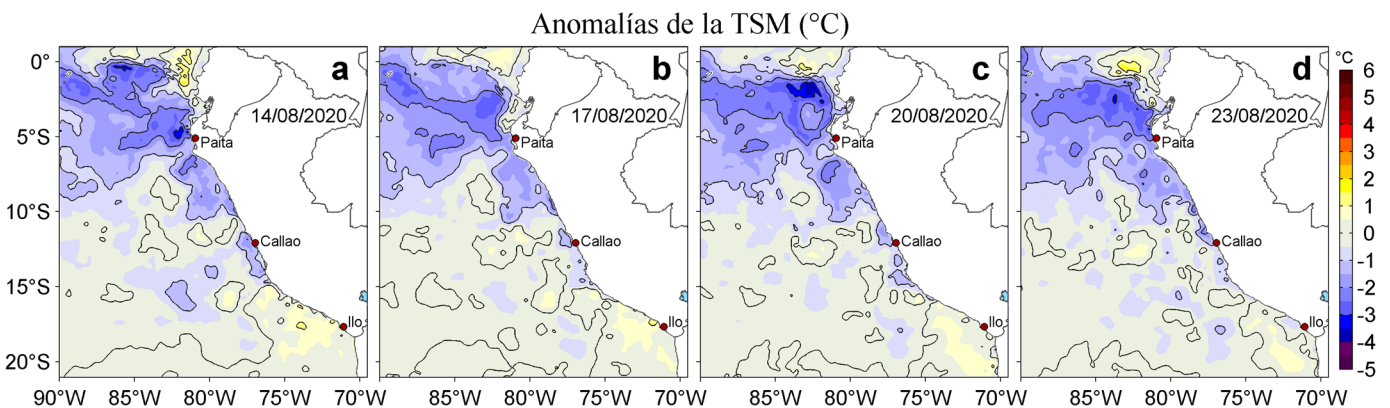 Anomalías de la TSM (°C)
a
b
c
d
14/08/2020
17/08/2020
20/08/2020
23/08/2020
Paita
Paita
Paita
Paita
Callao
Callao
Callao
Callao
Ilo
Ilo
Ilo
Ilo
0°
5°S
10°S
15°S
20°S
90°W 85°W 80°W 75°W 70°W
85°W 80°W 75°W 70°W
85°W 80°W 75°W 70°W
85°W 80°W 75°W 70°W
°C
6
5
4
3
2
1
0
-1
-2
-3
-4
-5